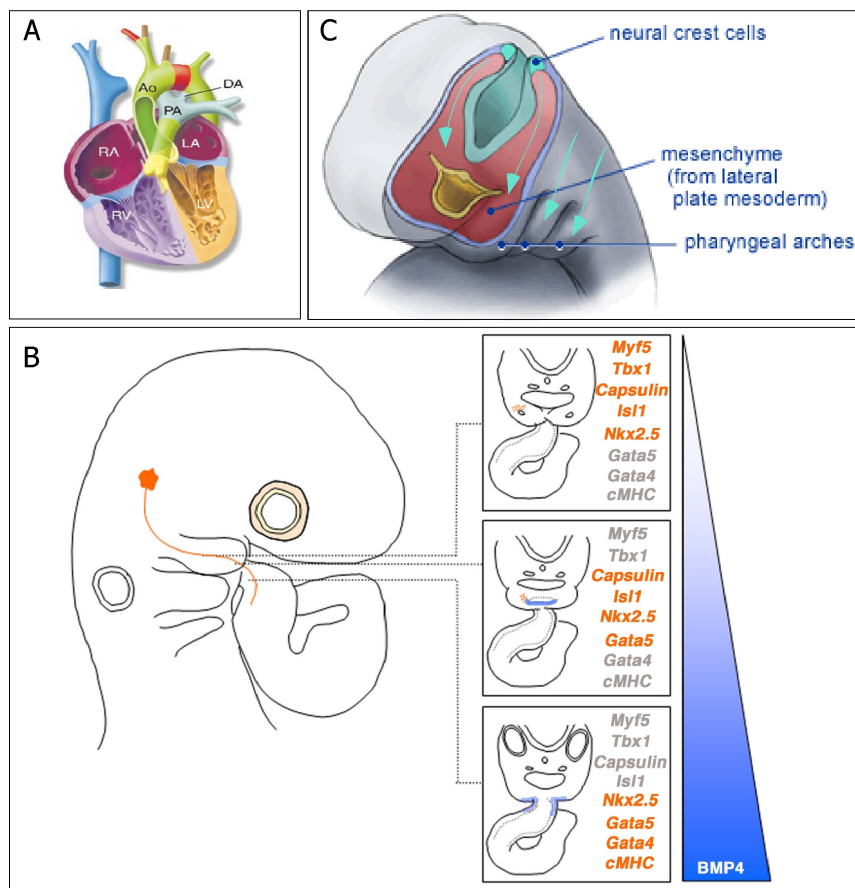 A
Ao
DA
PA
RA
LA
RV
LV
C
neural crest cells
mesenchyme
(from lateral
plate mesoderm)
pharyngeal arches
B
Myf5
Tbx1
Capsulin
Isl1
Nkx2.5
Gata5
Gata4
cMHC
Myf5
Tbx1
Capsulin
Isl1
Nkx2.5
Gata5
Gata4
cMHC
Myf5
Tbx1
Capsulin
Isl1
Nkx2.5
Gata5
Gata4
cMHC
BMP4